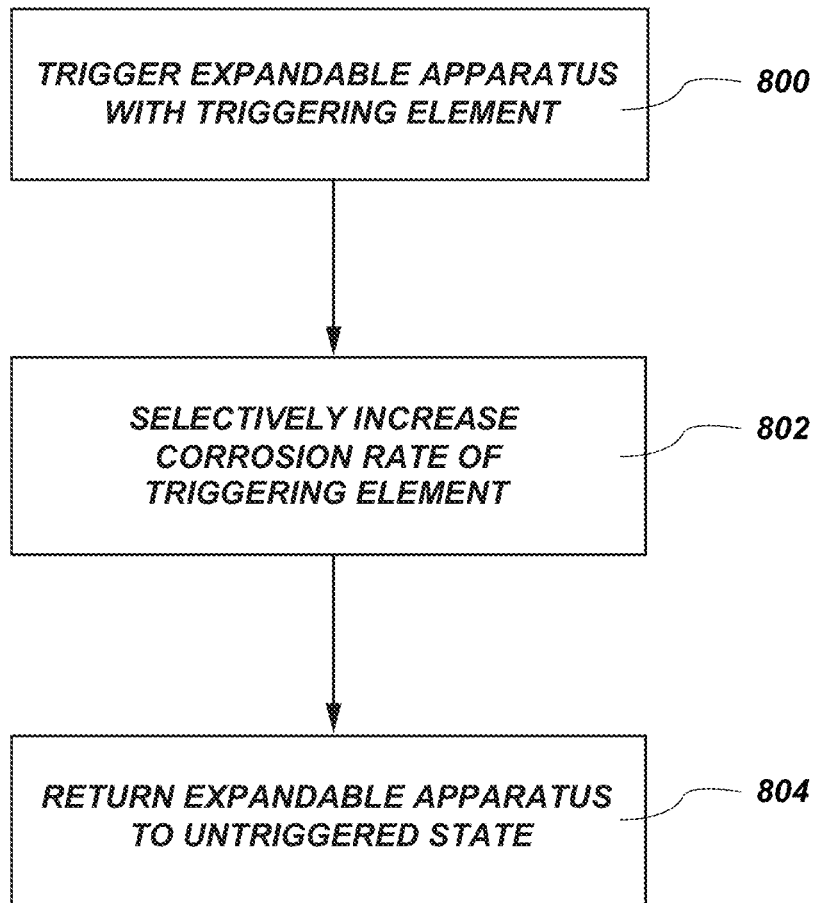 TRIGGER EXPANDABLE APPARATUS
WITH TRIGGERING ELEMENT
800
SELECTIVELY INCREASE
CORROSION RATE OF
TRIGGERING ELEMENT
802
RETURN EXPANDABLE APPARATUS
TO UNTRIGGERED STATE
804